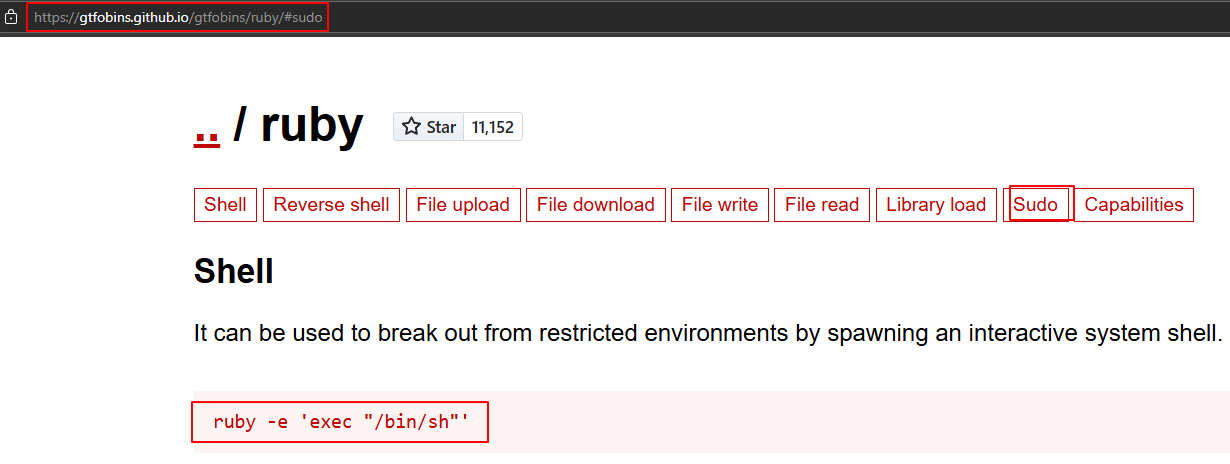 https://gtfobins.github.io/gtfobins/ruby/#sudo
.. / ruby Star 11,152
Shell Reverse shell File upload File download File write File read Library load Sudo Capabilities
Shell
It can be used to break out from restricted environments by spawning an interactive system shell.
ruby -e 'exec "/bin/sh"'